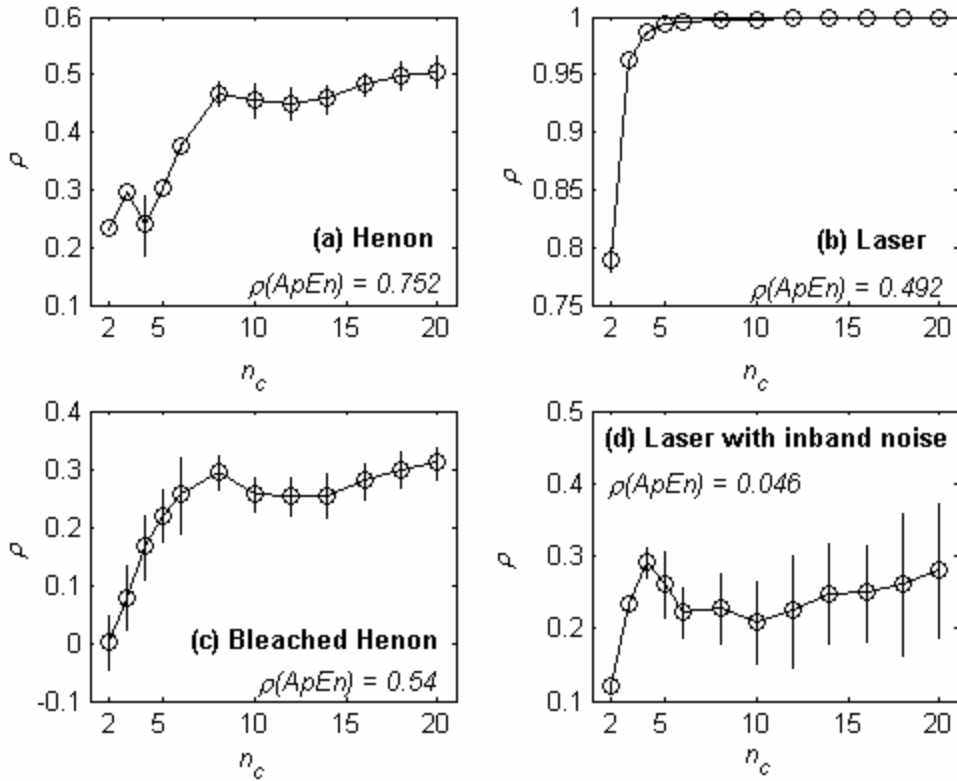 0.6
0.5
0.4
ρ
0.3
0.2
(a) Henon
ρ(ApEn) = 0.752
0.1
2 5 10 15 20
n_c
1
0.95
0.9
ρ
0.85
0.8
(b) Laser
ρ(ApEn) = 0.492
0.75
2 5 10 15 20
n_c
0.4
0.3
0.2
ρ
0.1
0
(c) Bleached Henon
ρ(ApEn) = 0.54
-0.1
2 5 10 15 20
n_c
0.5
(d) Laser with inband noise
ρ(ApEn) = 0.046
0.4
0.3
ρ
0.2
0.1
2 5 10 15 20
n_c